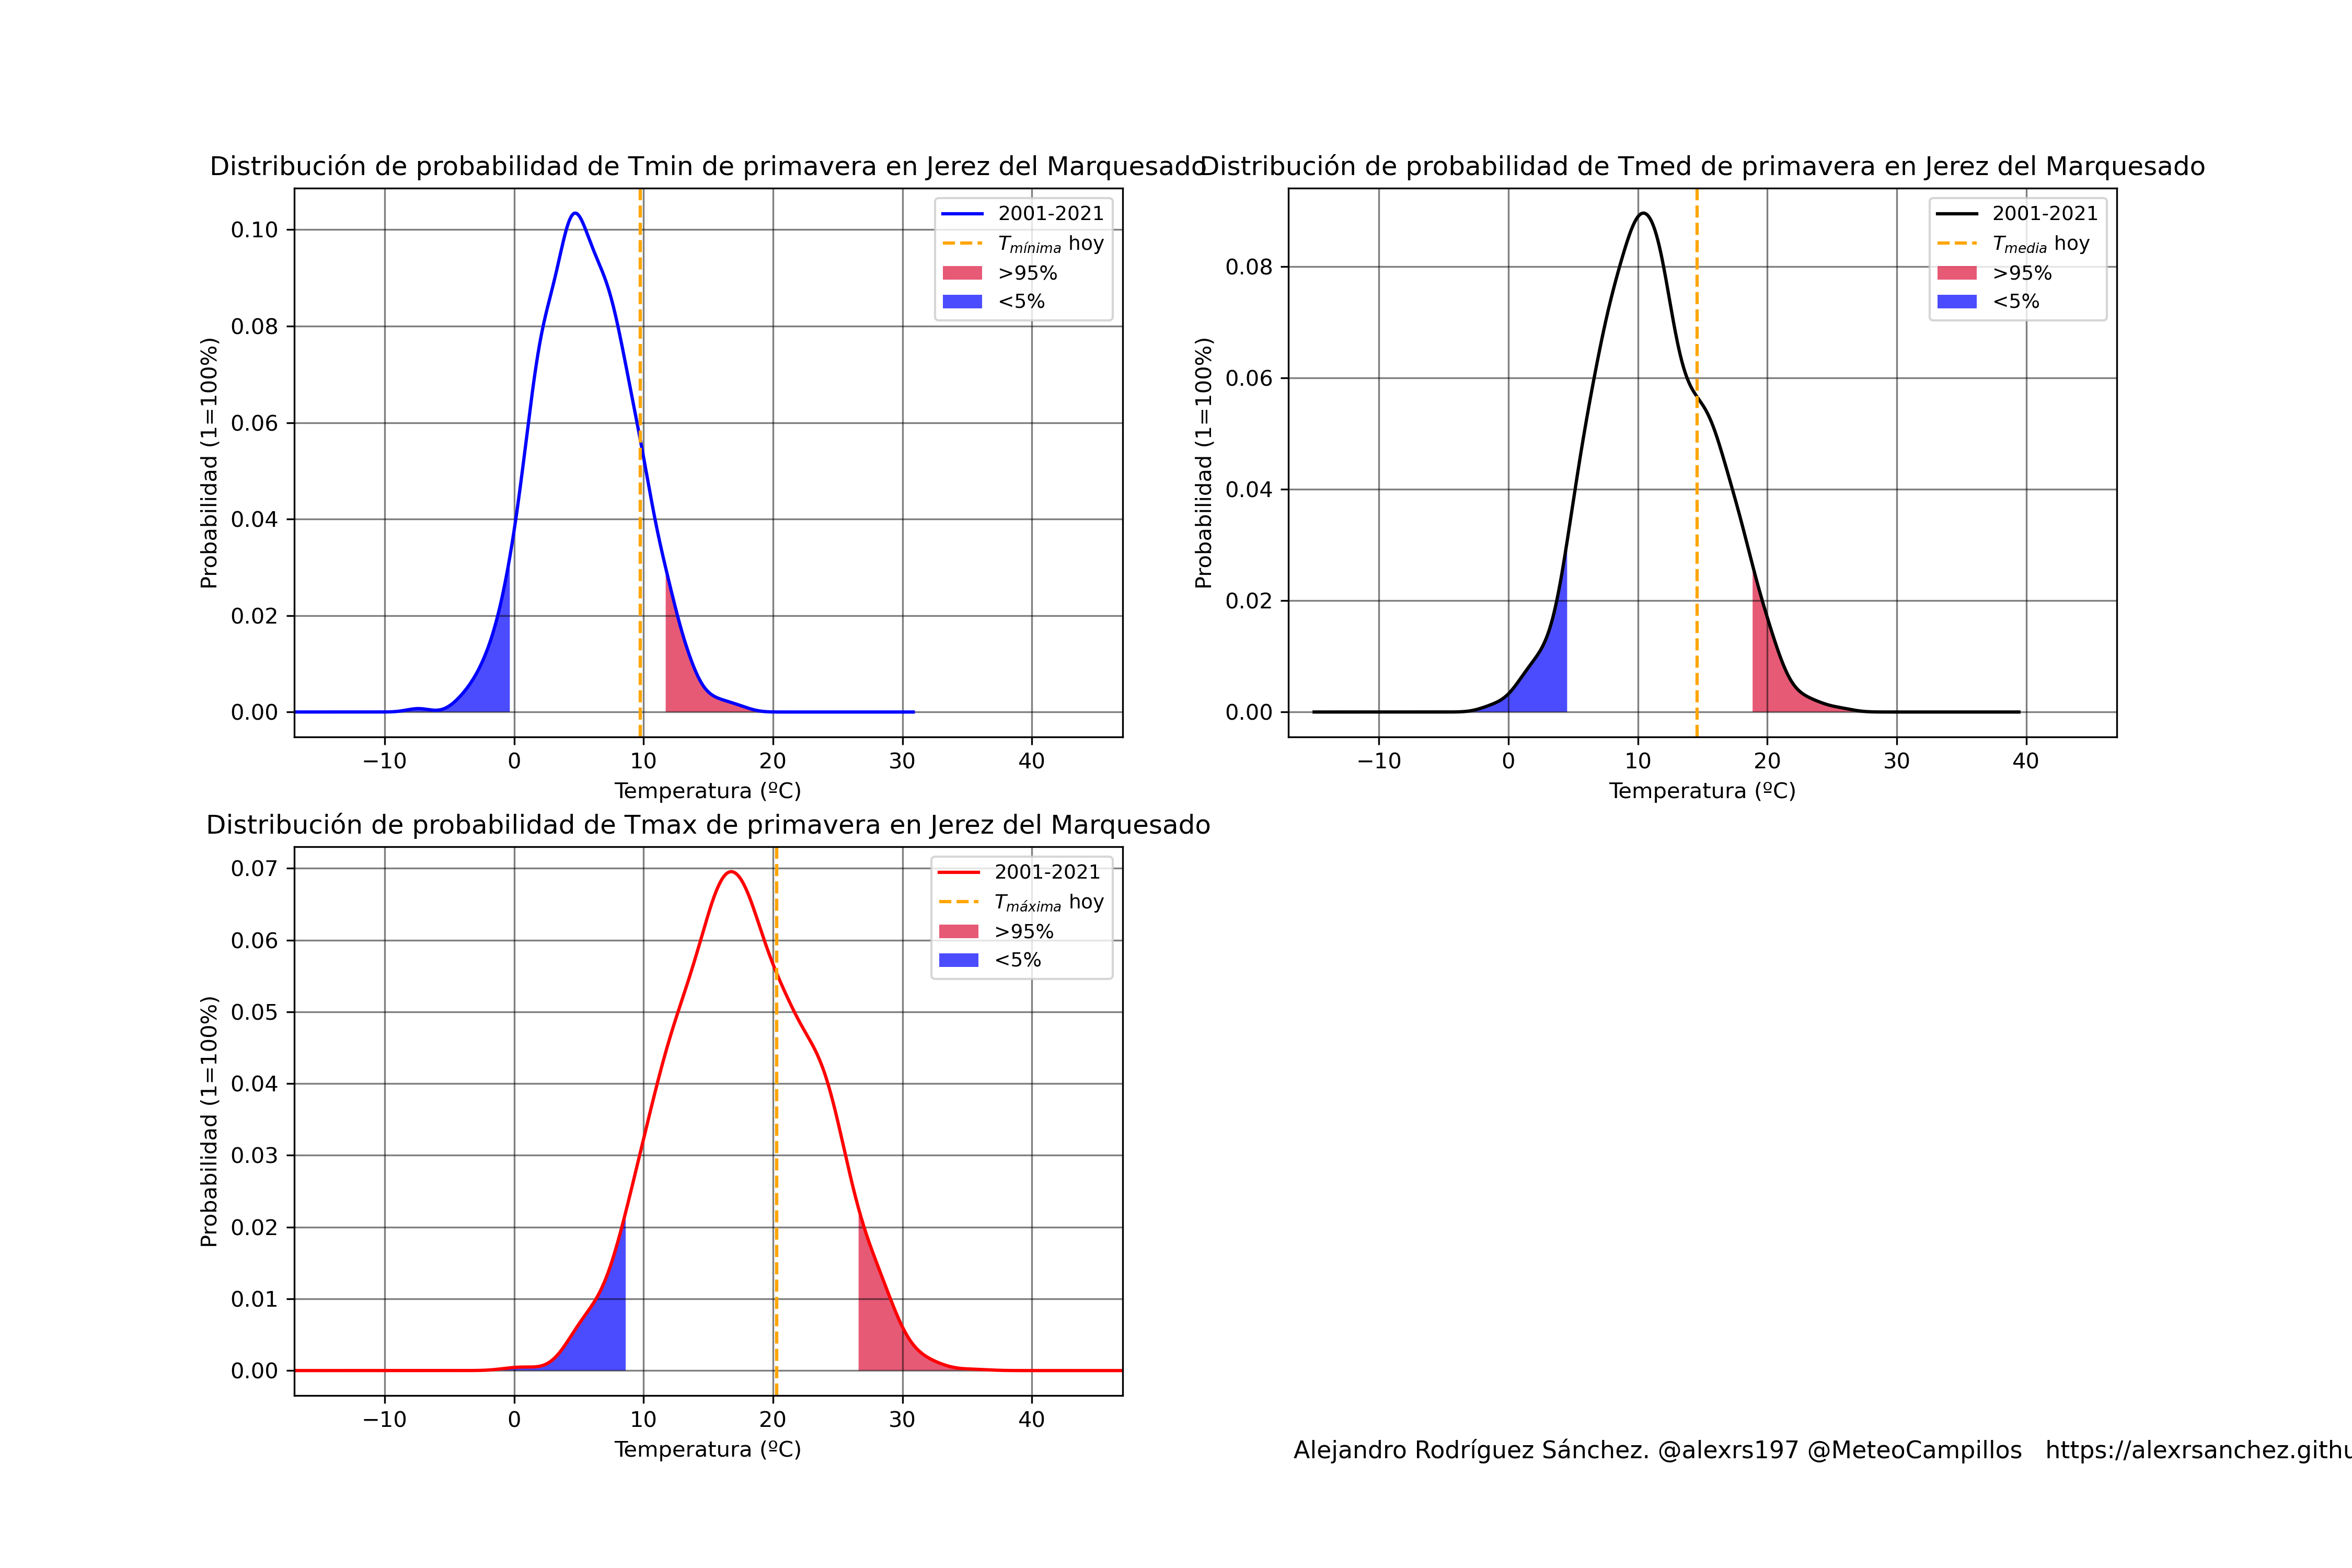 Distribución de probabilidad de Tmin de primavera en Jerez del Marquesado
Probabilidad (1=100%)
0.10
0.08
0.06
0.04
0.02
0.00
2001-2021
Tmínima hoy
>95%
<5%
−10 0 10 20 30 40
Temperatura (ºC)
Distribución de probabilidad de Tmed de primavera en Jerez del Marquesado
Probabilidad (1=100%)
0.08
0.06
0.04
0.02
0.00
2001-2021
Tmedia hoy
>95%
<5%
−10 0 10 20 30 40
Temperatura (ºC)
Distribución de probabilidad de Tmax de primavera en Jerez del Marquesado
Probabilidad (1=100%)
0.07
0.06
0.05
0.04
0.03
0.02
0.01
0.00
2001-2021
Tmáxima hoy
>95%
<5%
−10 0 10 20 30 40
Temperatura (ºC)
Alejandro Rodríguez Sánchez. @alexrs197 @MeteoCampillos https://alexrsanchez.githu